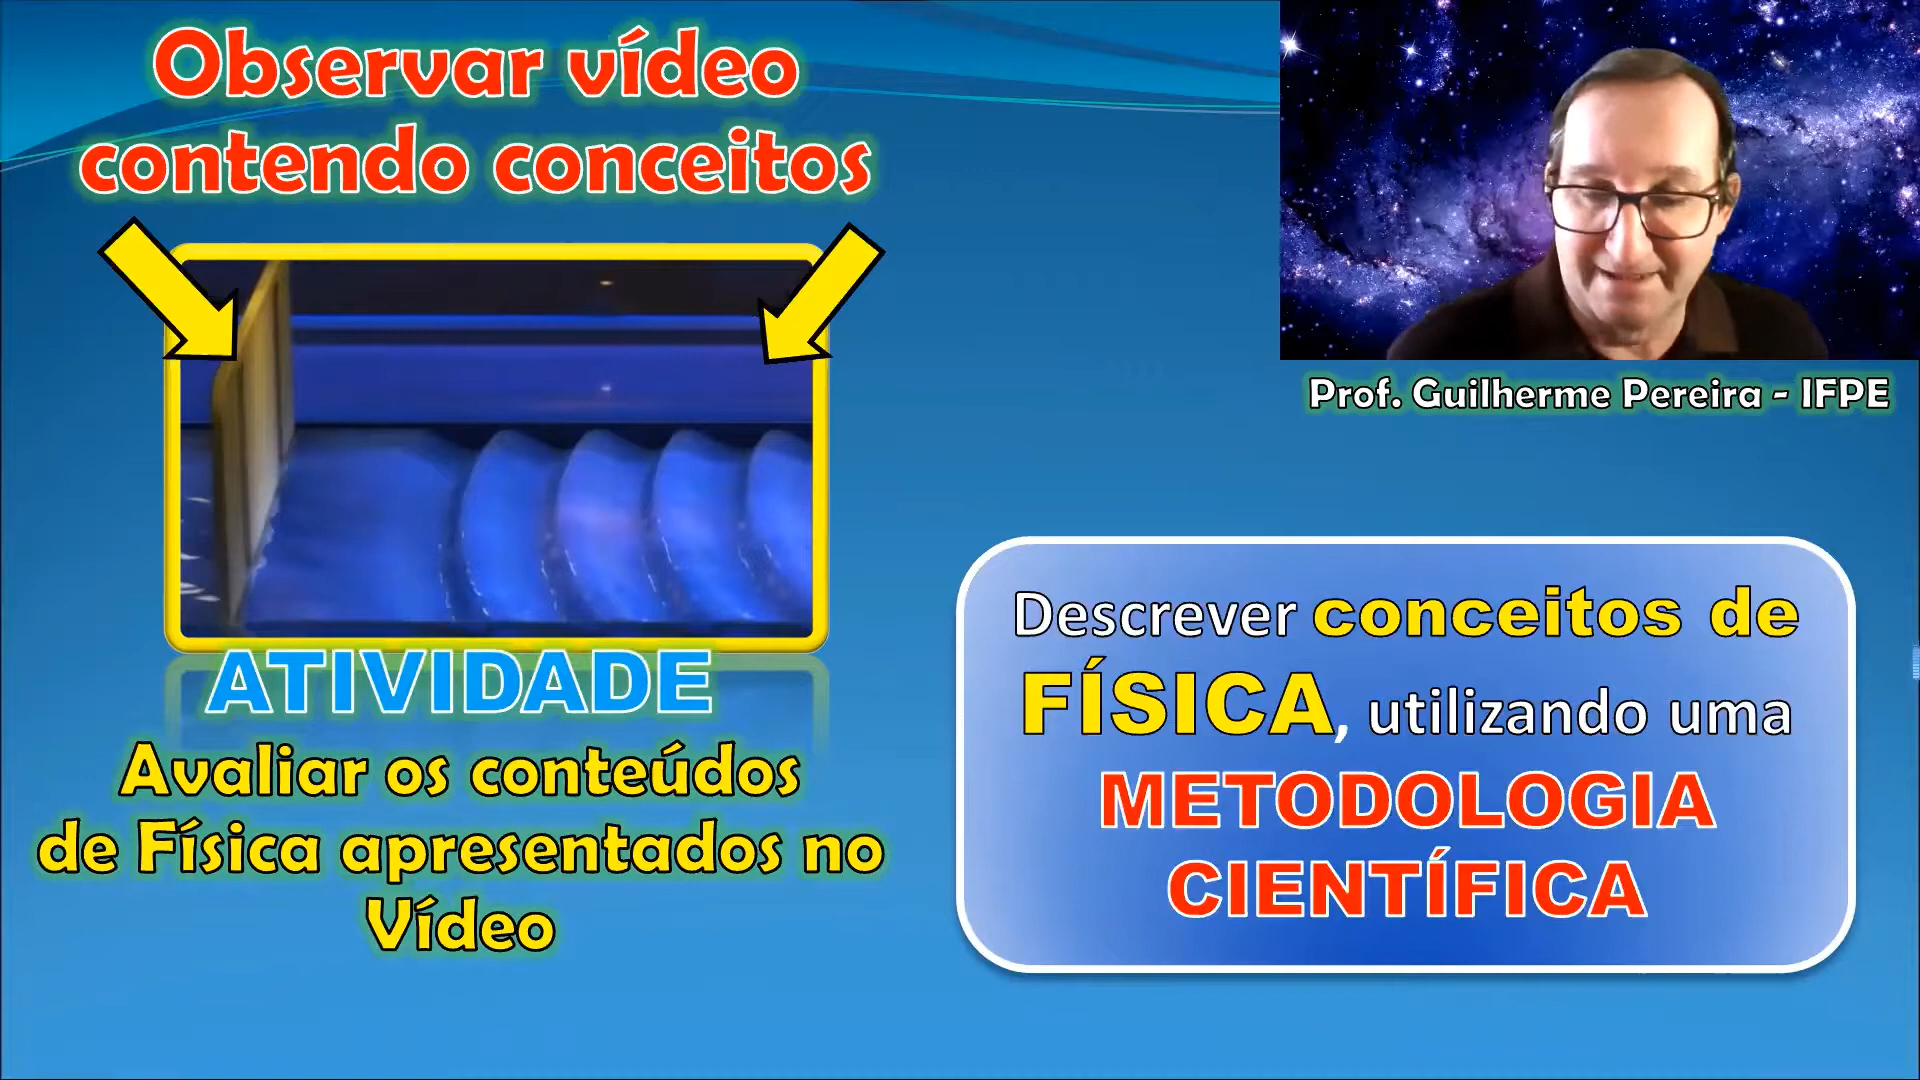 Observar vídeo
contendo conceitos
Prof. Guilherme Pereira - IFPE
ATIVIDADE
Avaliar os conteúdos
de Física apresentados no
Vídeo
Descrever conceitos de
FÍSICA, utilizando uma
METODOLOGIA
CIENTÍFICA